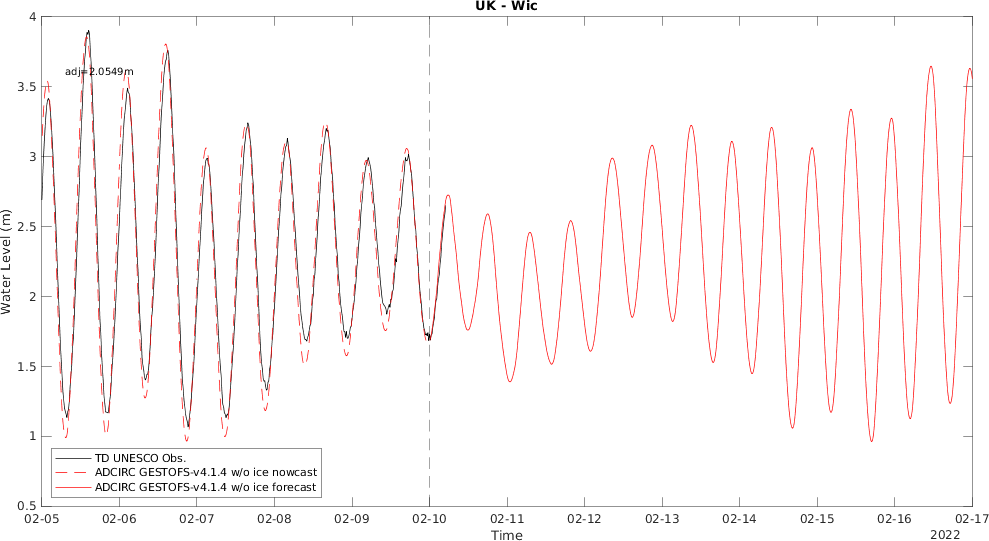 UK - Wic
4
3.5
3
2.5
2
1.5
1
0.5
Water Level (m)
adj=2.0549m
TD UNESCO Obs.
ADCIRC GESTOFS-v4.1.4 w/o ice nowcast
ADCIRC GESTOFS-v4.1.4 w/o ice forecast
02-05 02-06 02-07 02-08 02-09 02-10 02-11 02-12 02-13 02-14 02-15 02-16 02-17
Time
2022